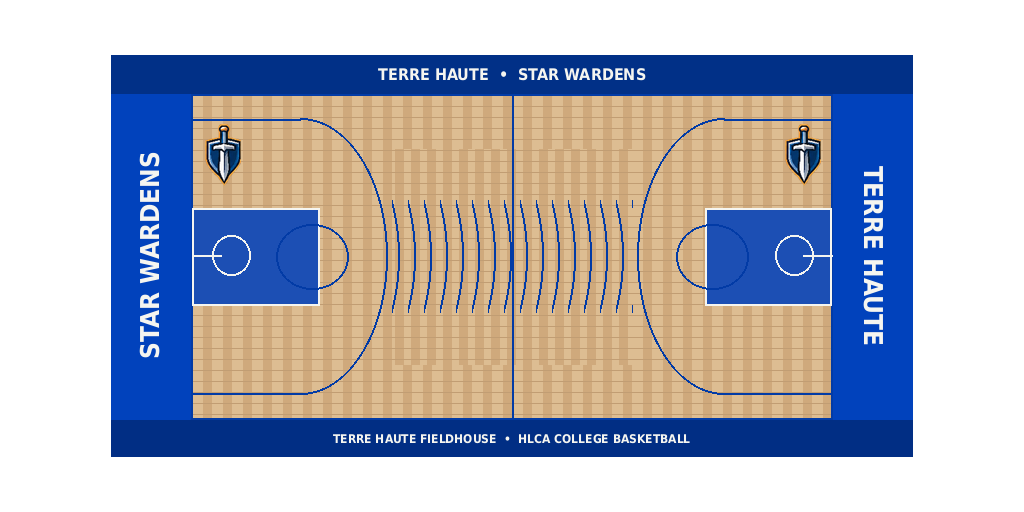 TERRE HAUTE • STAR WARDENS
STAR WARDENS
TERRE HAUTE
TERRE HAUTE FIELDHOUSE • HLCA COLLEGE BASKETBALL